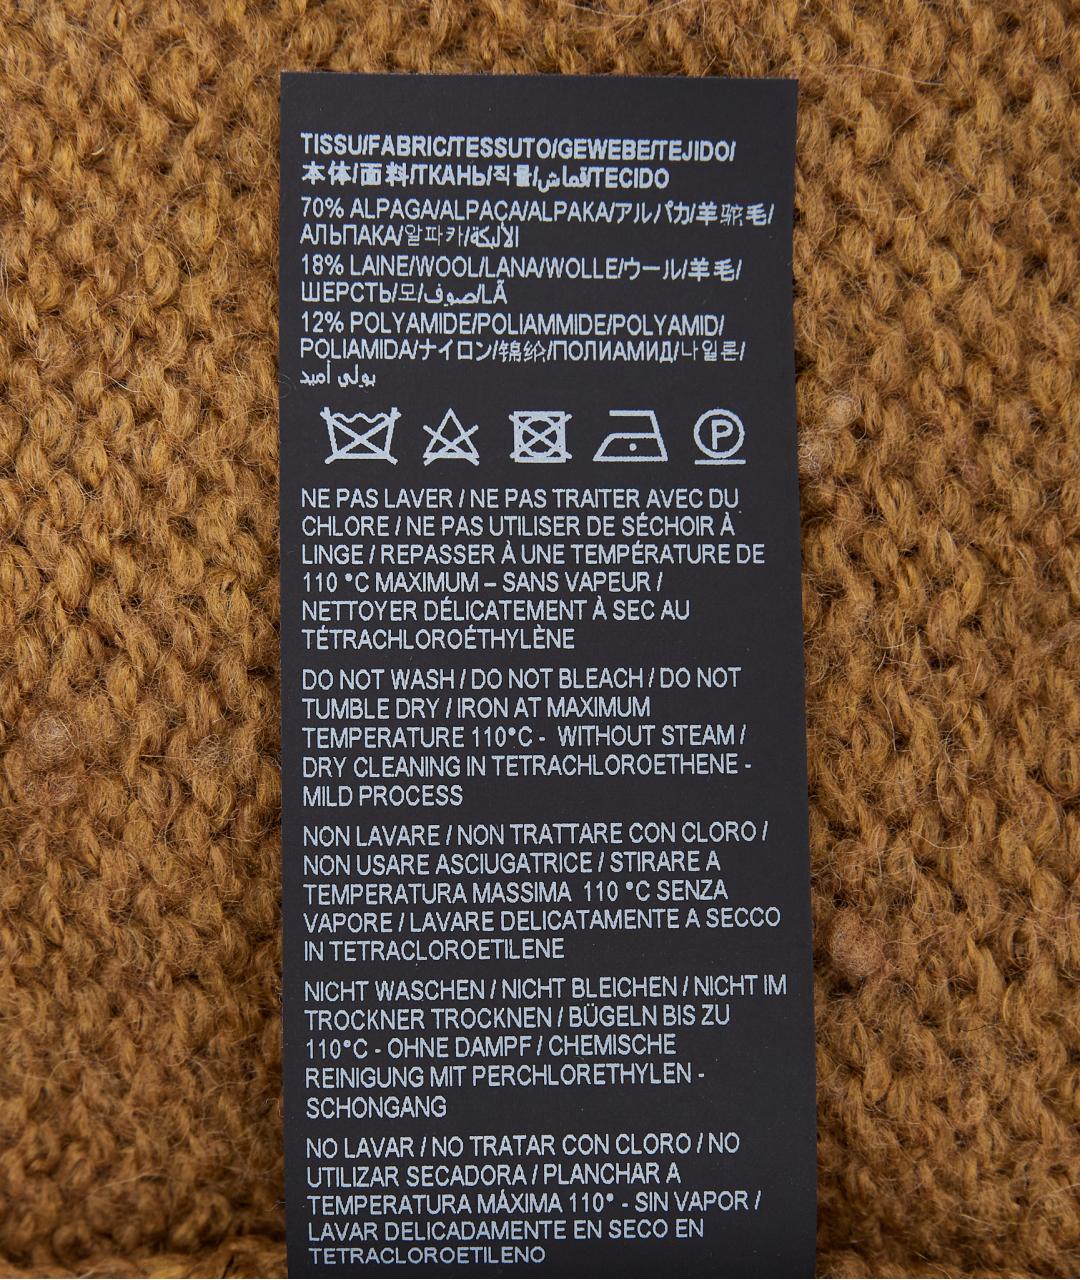 TISSU/FABRIC/TESSUTO/GEWEBE/TEJIDO/
本体/面料/ТКАНЬ/직물/قماش/TECIDO
70% ALPAGA/ALPACA/ALPAKA/アルパカ/羊驼毛/
АЛЬПАКА/알파카/الألبكة
18% LAINE/WOOL/LANA/WOLLE/ウール/羊毛/
ШЕРСТЬ/모/صوف/LÃ
12% POLYAMIDE/POLIAMMIDE/POLYAMID/
POLIAMIDA/ナイロン/锦纶/ПОЛИАМИД/나일론/
بولي أميد
P
NE PAS LAVER / NE PAS TRAITER AVEC DU
CHLORE / NE PAS UTILISER DE SÉCHOIR À
LINGE / REPASSER À UNE TEMPÉRATURE DE
110 °C MAXIMUM – SANS VAPEUR /
NETTOYER DÉLICATEMENT À SEC AU
TÉTRACHLOROÉTHYLÈNE
DO NOT WASH / DO NOT BLEACH / DO NOT
TUMBLE DRY / IRON AT MAXIMUM
TEMPERATURE 110°C - WITHOUT STEAM /
DRY CLEANING IN TETRACHLOROETHENE -
MILD PROCESS
NON LAVARE / NON TRATTARE CON CLORO /
NON USARE ASCIUGATRICE / STIRARE A
TEMPERATURA MASSIMA 110 °C SENZA
VAPORE / LAVARE DELICATAMENTE A SECCO
IN TETRACLOROETILENE
NICHT WASCHEN / NICHT BLEICHEN / NICHT IM
TROCKNER TROCKNEN / BÜGELN BIS ZU
110°C - OHNE DAMPF / CHEMISCHE
REINIGUNG MIT PERCHLORETHYLEN -
SCHONGANG
NO LAVAR / NO TRATAR CON CLORO / NO
UTILIZAR SECADORA / PLANCHAR A
TEMPERATURA MÁXIMA 110° - SIN VAPOR /
LAVAR DELICADAMENTE EN SECO EN
TETRACLOROETILENO